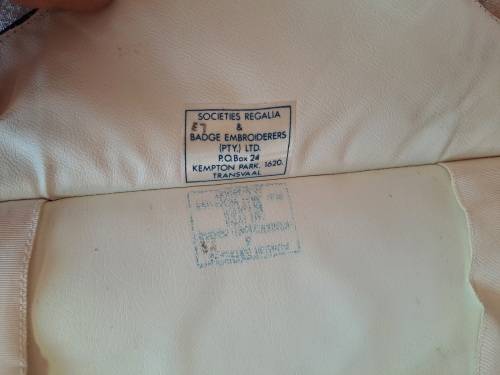 SOCIETIES REGALIA
&
BADGE EMBROIDERERS
(PTY.) LTD.
P.O. Box 24
KEMPTON PARK. 1620.
TRANSVAAL